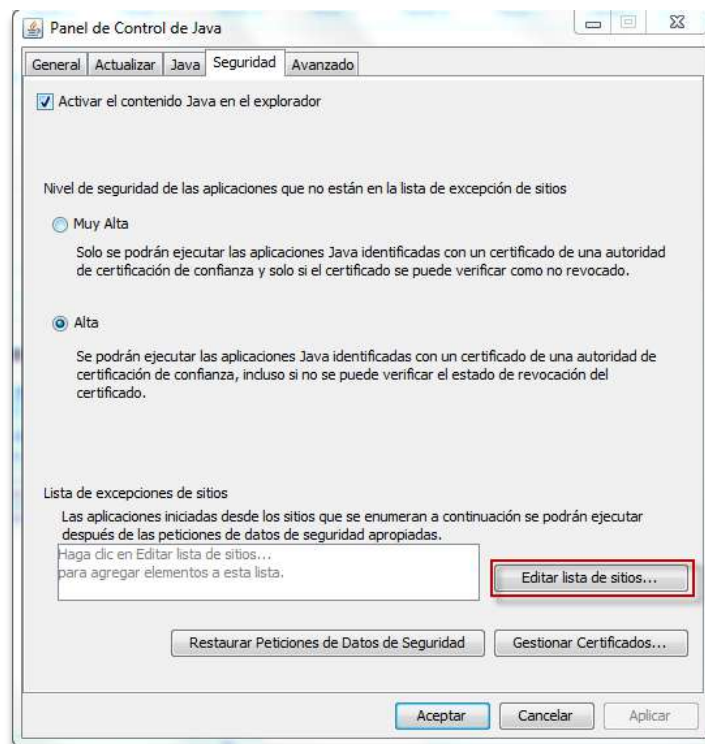 Panel de Control de Java
General Actualizar Java Seguridad Avanzado
Activar el contenido Java en el explorador
Nivel de seguridad de las aplicaciones que no están en la lista de excepción de sitios
Muy Alta
Solo se podrán ejecutar las aplicaciones Java identificadas con un certificado de una autoridad
de certificación de confianza y solo si el certificado se puede verificar como no revocado.
Alta
Se podrán ejecutar las aplicaciones Java identificadas con un certificado de una autoridad de
certificación de confianza, incluso si no se puede verificar el estado de revocación del
certificado.
Lista de excepciones de sitios
Las aplicaciones iniciadas desde los sitios que se enumeran a continuación se podrán ejecutar
después de las peticiones de datos de seguridad apropiadas.
Haga clic en Editar lista de sitios...
para agregar elementos a esta lista.
Editar lista de sitios...
Restaurar Peticiones de Datos de Seguridad Gestionar Certificados...
Aceptar Cancelar Aplicar